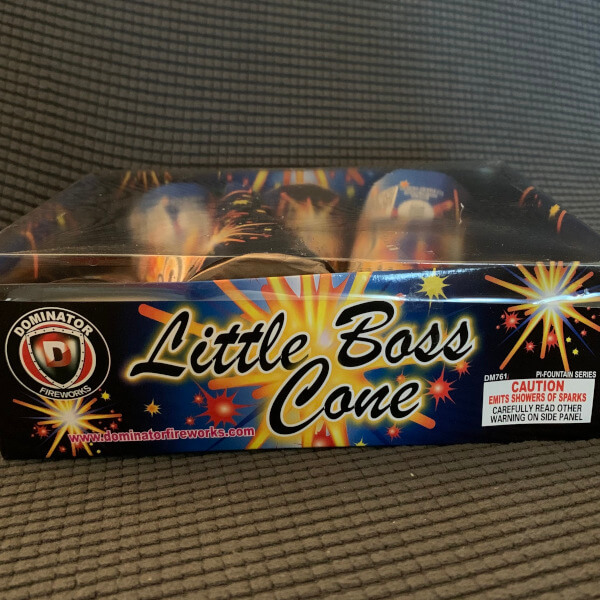 DOMINATOR
D
FIREWORKS
Little Boss
Cone
www.dominatorfireworks.com
DM761
PI-FOUNTAIN SERIES
CAUTION
EMITS SHOWERS OF SPARKS
CAREFULLY READ OTHER
WARNING ON SIDE PANEL